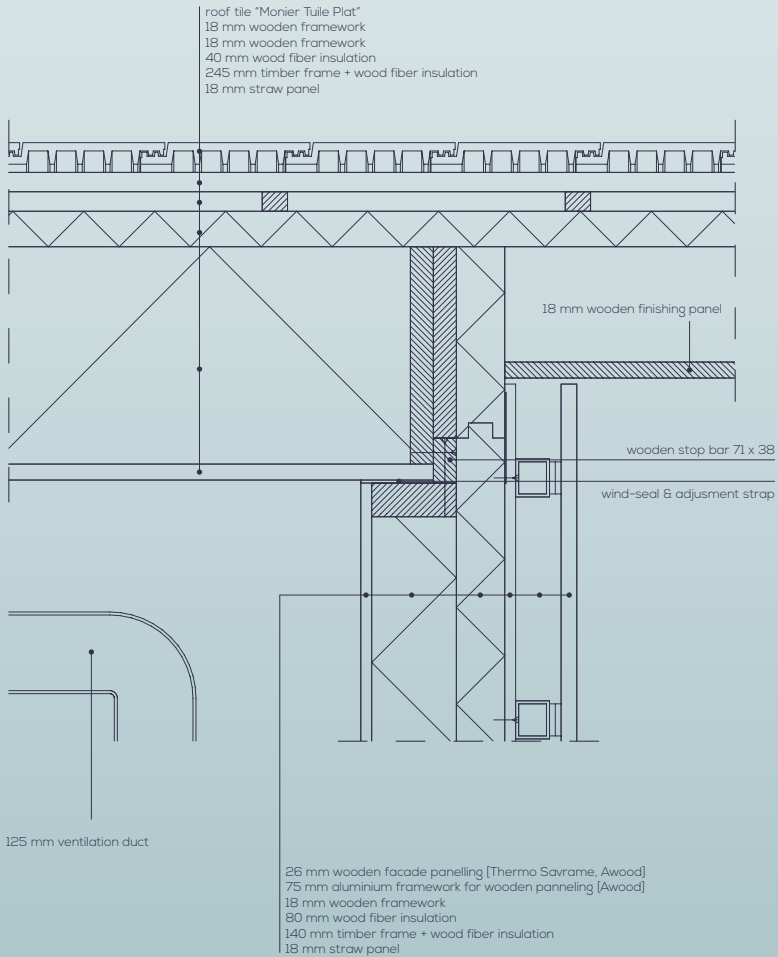 roof tile “Monier Tuile Plat”
18 mm wooden framework
18 mm wooden framework
40 mm wood fiber insulation
245 mm timber frame + wood fiber insulation
18 mm straw panel
18 mm wooden finishing panel
wooden stop bar 71 x 38
wind-seal & adjusment strap
125 mm ventilation duct
26 mm wooden facade panelling [Thermo Savrame, Awood]
75 mm aluminium framework for wooden panneling [Awood]
18 mm wooden framework
80 mm wood fiber insulation
140 mm timber frame + wood fiber insulation
18 mm straw panel